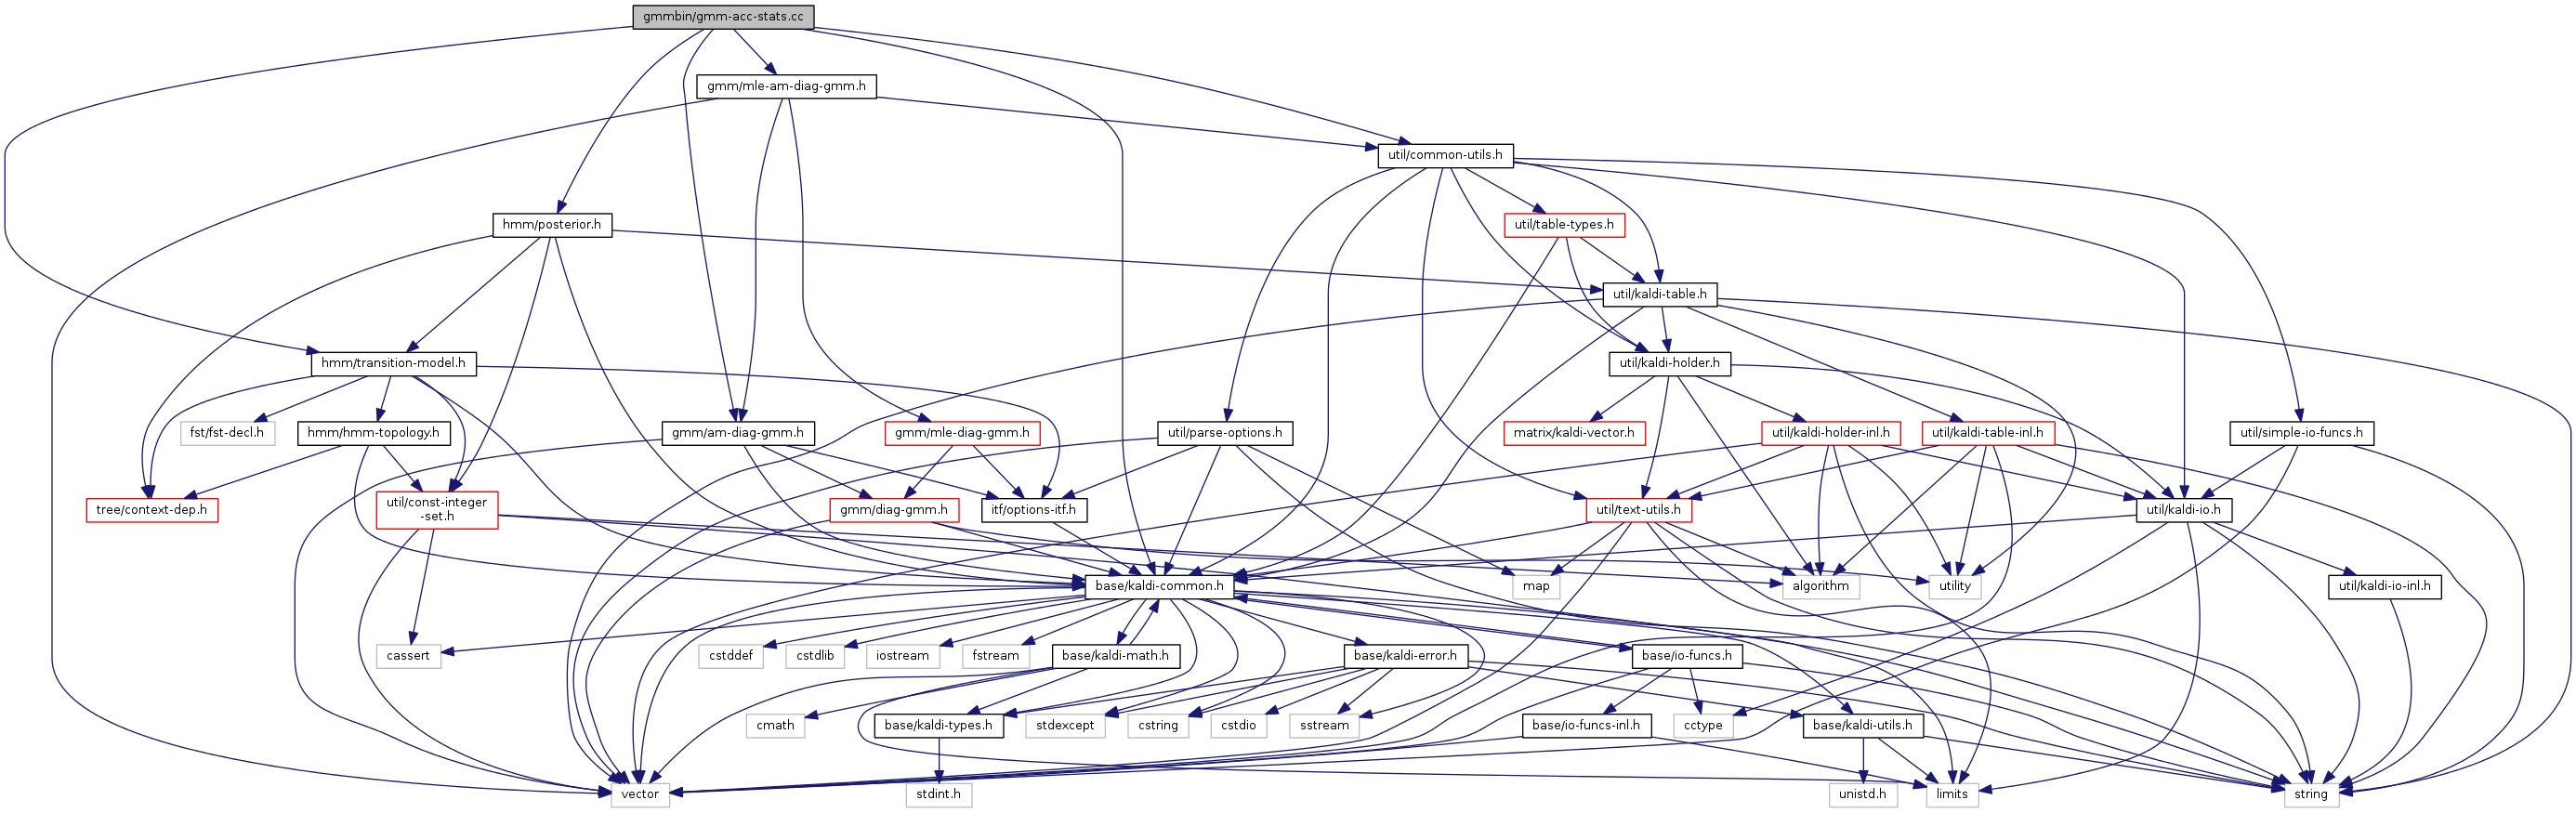 gmmbin/gmm-acc-stats.cc
gmm/mle-am-diag-gmm.h
util/common-utils.h
hmm/posterior.h
util/table-types.h
util/kaldi-table.h
hmm/transition-model.h
util/kaldi-holder.h
fst/fst-decl.h
hmm/hmm-topology.h
gmm/am-diag-gmm.h
gmm/mle-diag-gmm.h
util/parse-options.h
matrix/kaldi-vector.h
util/kaldi-holder-inl.h
util/kaldi-table-inl.h
util/simple-io-funcs.h
tree/context-dep.h
util/const-integer
-set.h
gmm/diag-gmm.h
itf/options-itf.h
util/text-utils.h
util/kaldi-io.h
base/kaldi-common.h
map
algorithm
utility
util/kaldi-io-inl.h
cassert
cstddef
cstdlib
iostream
fstream
base/kaldi-math.h
base/kaldi-error.h
base/io-funcs.h
cmath
base/kaldi-types.h
stdexcept
cstring
cstdio
sstream
base/io-funcs-inl.h
cctype
base/kaldi-utils.h
vector
stdint.h
unistd.h
limits
string